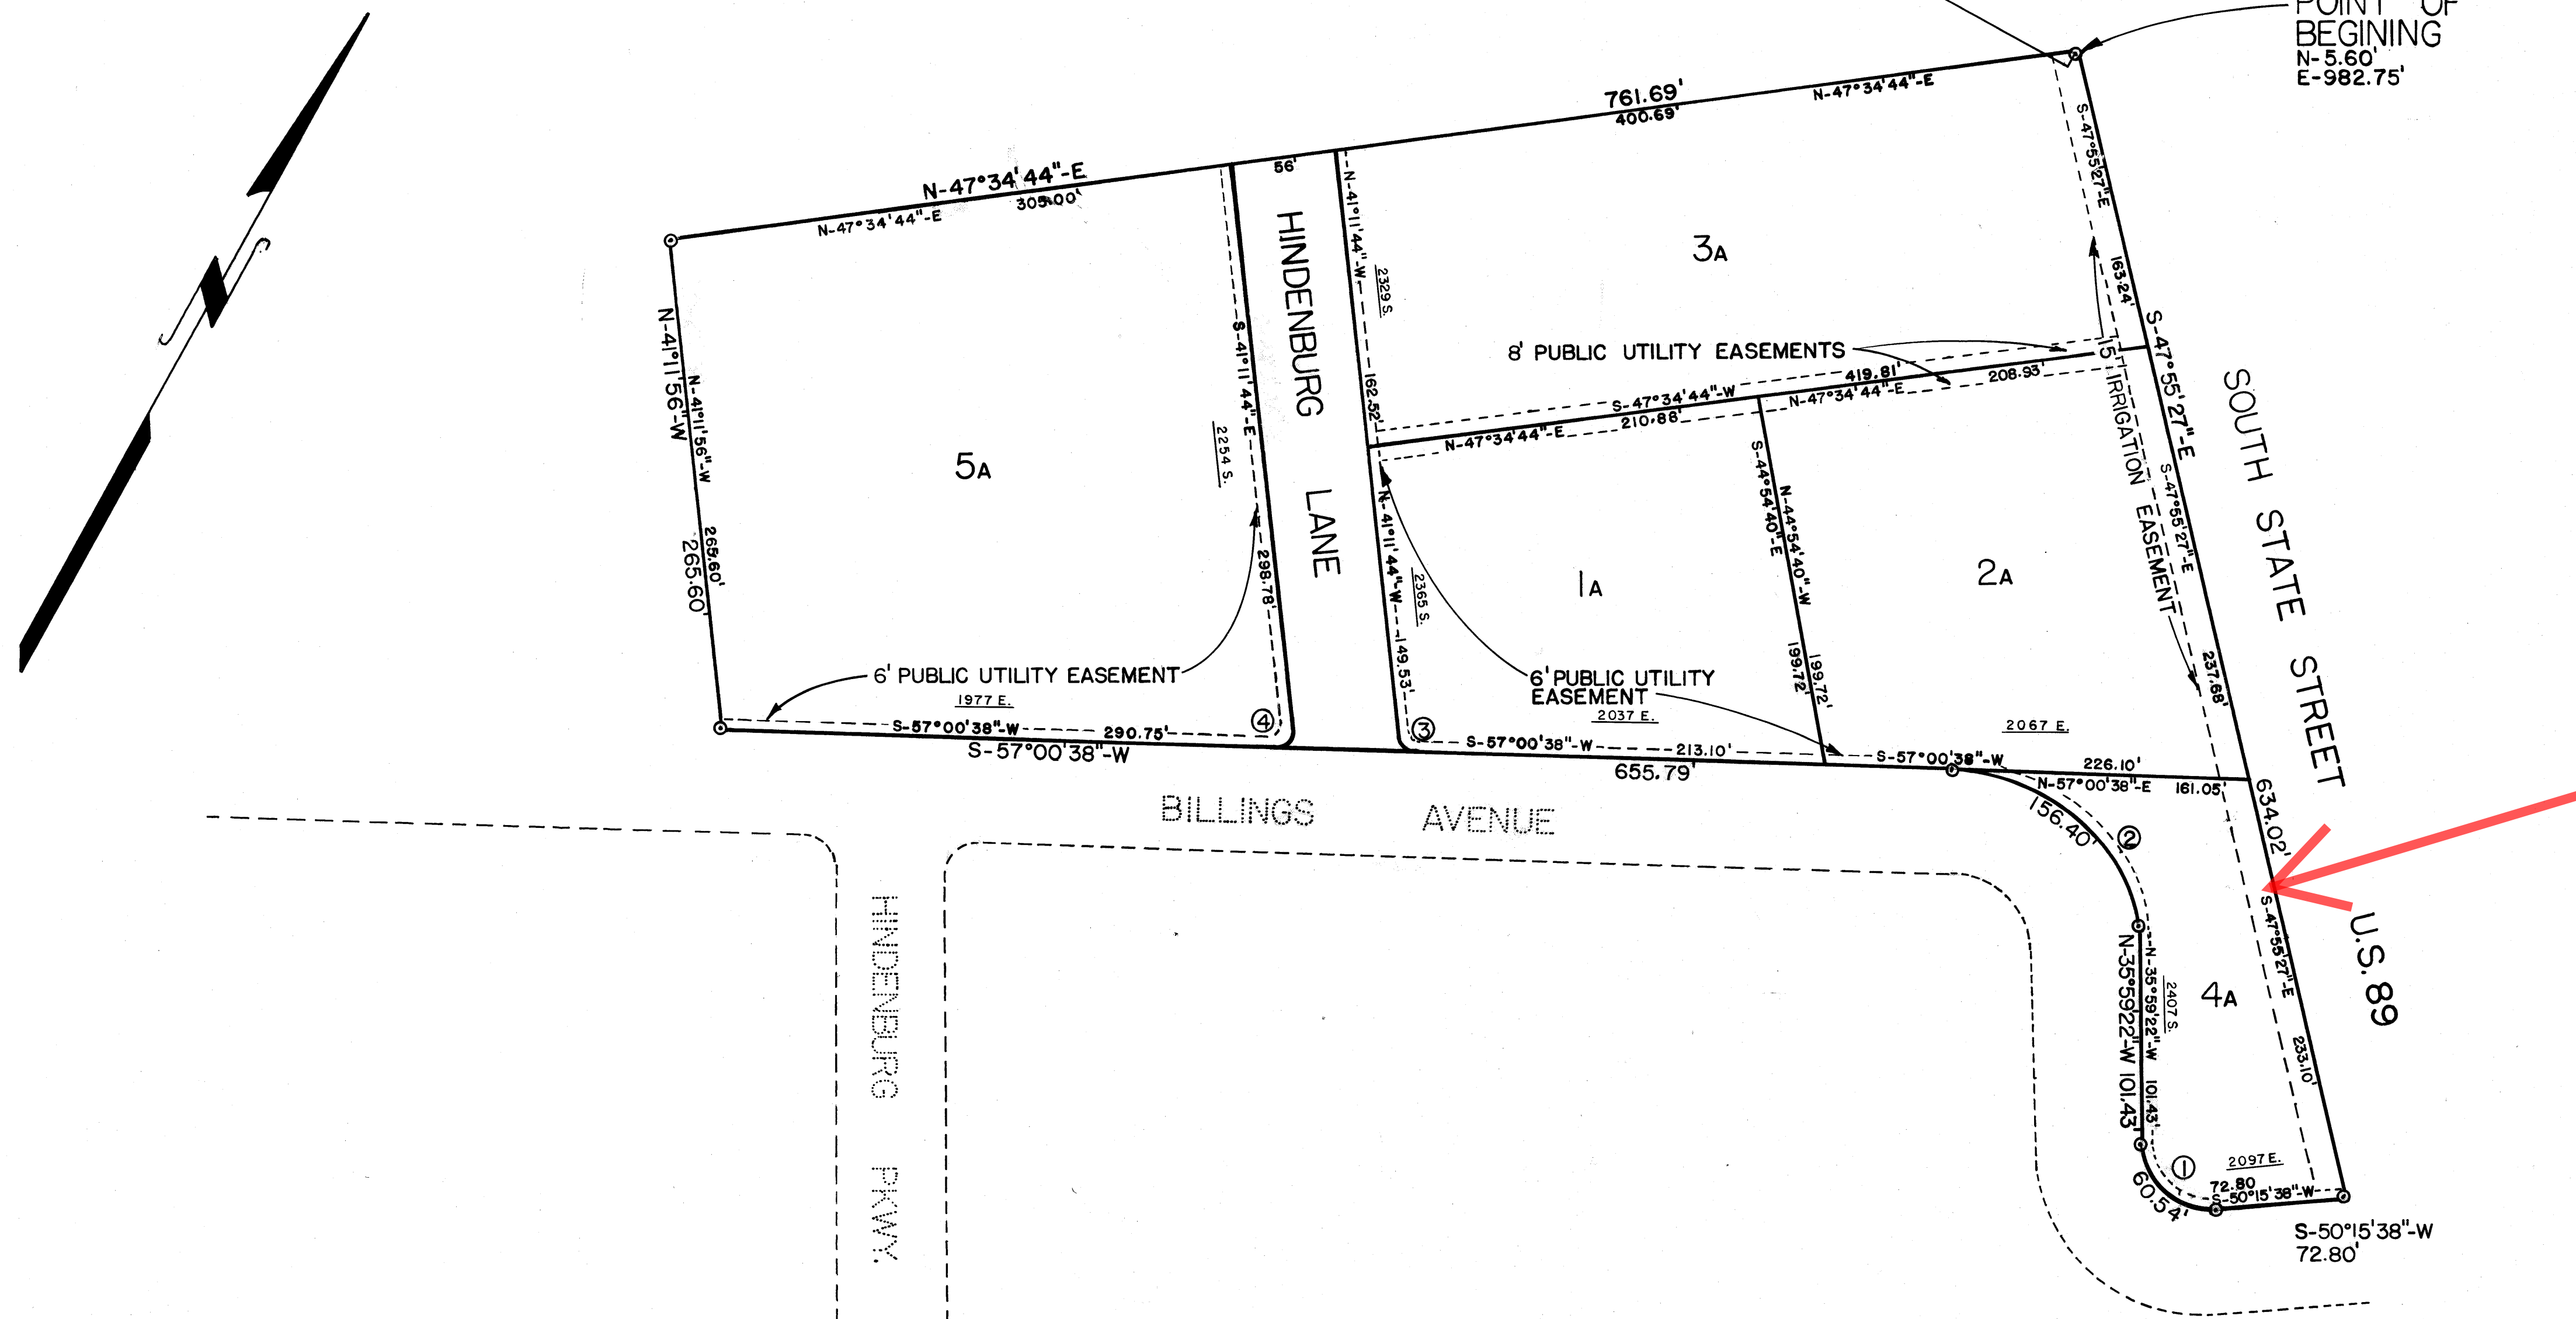 POINT OF
BEGINING
N-5.60'
E-982.75'
761.69'
400.69'
N-47°34'44"-E
56'
N-47°34'44"-E
305.00'
N-47°34'44"-E
N-41°11'56"-W
265.60'
N-41°11'56"-W
265.60'
5A
2254 S.
S-41°11'44"-E
298.78'
HINDENBURG LANE
N-41°11'44"-W
162.52'
2329 S.
3A
S-47°55'27"-E
163.24'
8' PUBLIC UTILITY EASEMENTS
S-47°34'44"-W
419.81'
N-47°34'44"-E
210.86'
N-47°34'44"-E
208.93'
15' IRRIGATION EASEMENT
S-47°55'27"-E
634.02'
S-47°55'27"-E
237.68'
SOUTH STATE STREET
U.S. 89
N-41°11'44"-W
149.53'
2365 S.
1A
S-44°54'40"-E
199.72'
N-44°54'40"-W
199.72'
2A
6' PUBLIC UTILITY EASEMENT
1977 E.
4
S-57°00'38"-W
290.75'
S-57°00'38"-W
6' PUBLIC UTILITY
EASEMENT
2037 E.
3
S-57°00'38"-W
213.10'
655.79'
2067 E.
S-57°00'38"-W
226.10'
N-57°00'38"-E
161.05'
BILLINGS AVENUE
156.40'
2
HINDENBURG PKWY.
N-35°59'22"-W 101.43'
N-35°59'22"-W
101.43'
2407 S.
4A
S-47°55'27"-E
233.10'
1
60.54'
2097 E.
72.80
S-50°15'38"-W
S-50°15'38"-W
72.80'